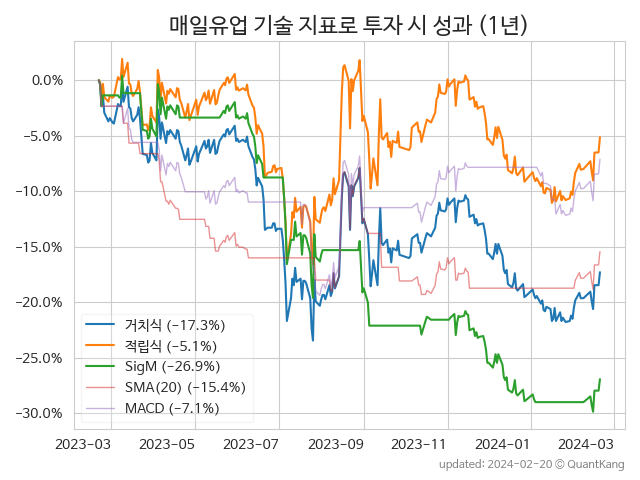 매일유업 기술 지표로 투자 시 성과 (1년)
0.0%
−5.0%
−10.0%
−15.0%
−20.0%
−25.0%
−30.0%
거치식 (−17.3%)
적립식 (−5.1%)
SigM (−26.9%)
SMA(20) (−15.4%)
MACD (−7.1%)
2023-03 2023-05 2023-07 2023-09 2023-11 2024-01 2024-03
updated: 2024-02-20 © QuantKang